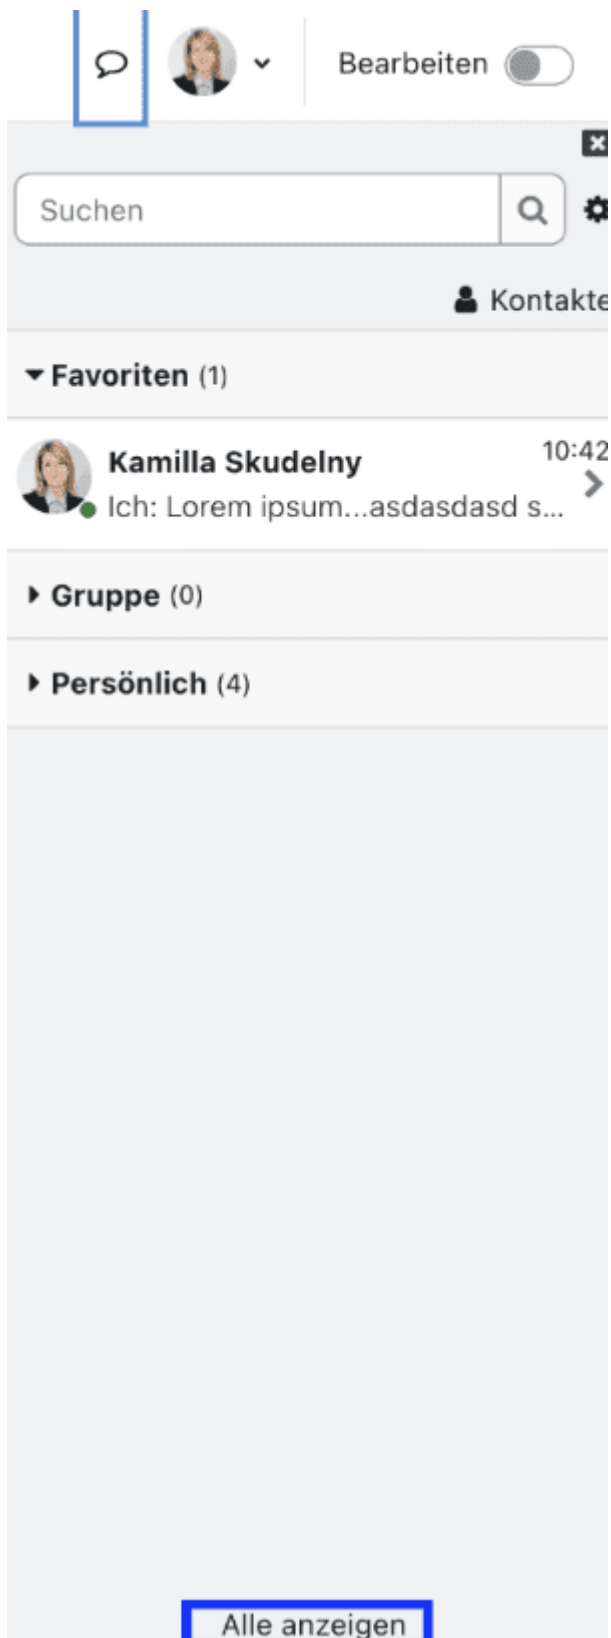 Bearbeiten
Suchen
Kontakte
Favoriten (1)
Kamilla Skudelny 10:42
Ich: Lorem ipsum...asdasdasd s...
Gruppe (0)
Persönlich (4)
Alle anzeigen